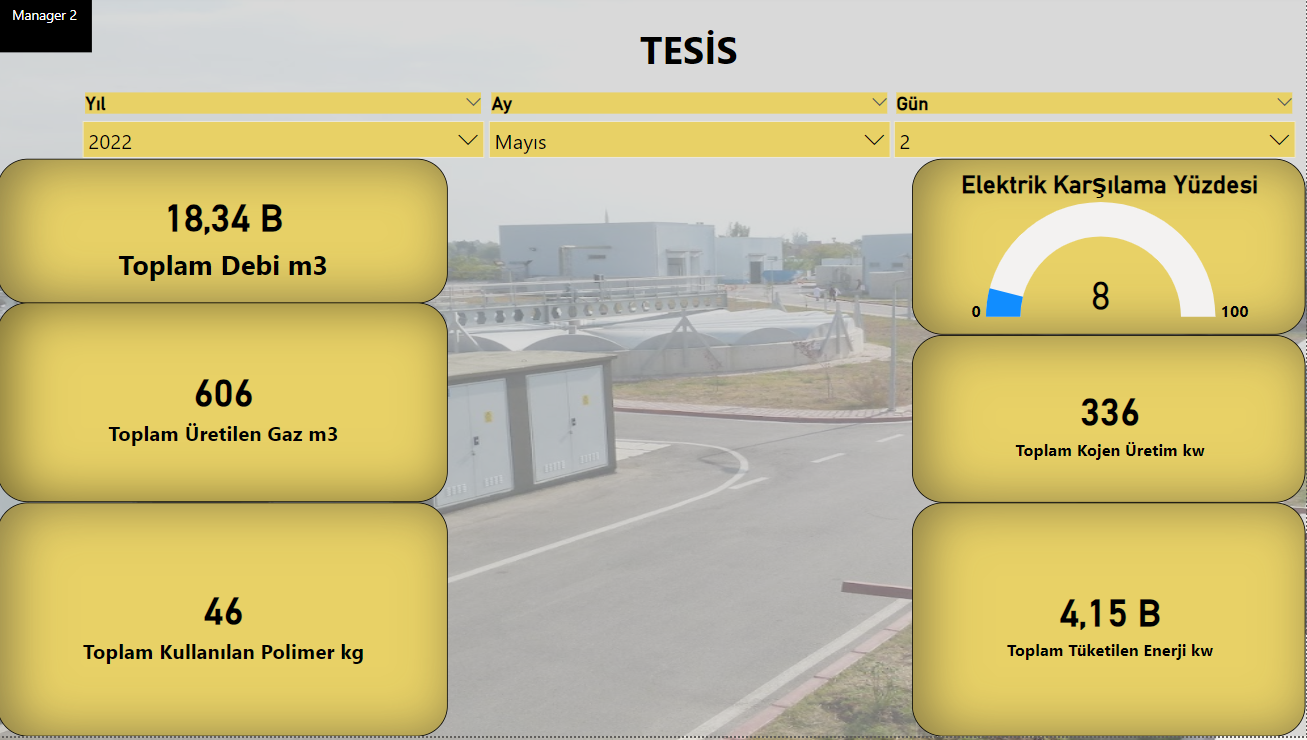 Manager 2
TESİS
Yıl
Ay
Gün
2022
Mayıs
2
18,34 B
Toplam Debi m3
606
Toplam Üretilen Gaz m3
46
Toplam Kullanılan Polimer kg
Elektrik Karşılama Yüzdesi
8
0
100
336
Toplam Kojen Üretim kw
4,15 B
Toplam Tüketilen Enerji kw